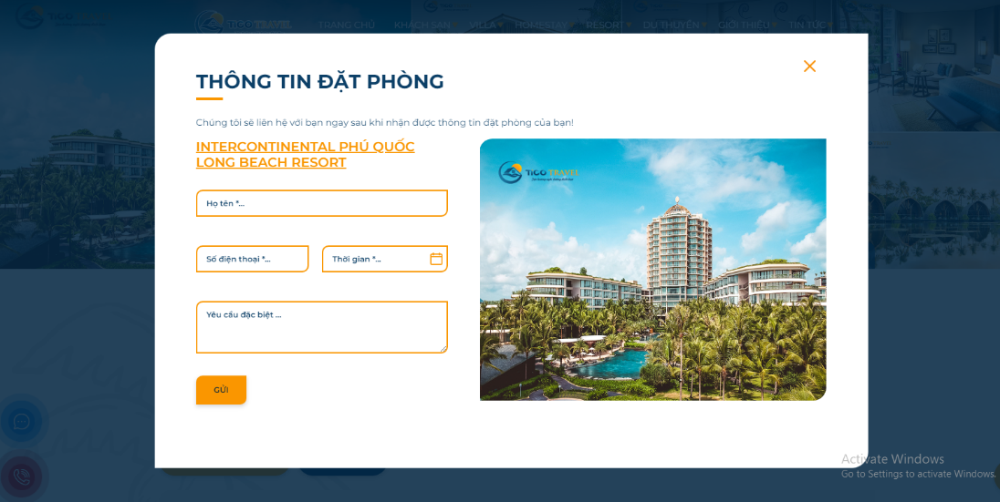 TIGO TRAVEL
TRANG CHỦ KHÁCH SẠN VILLA HOMESTAY RESORT DU THUYỀN GIỚI THIỆU TIN TỨC
THÔNG TIN ĐẶT PHÒNG
Chúng tôi sẽ liên hệ với bạn ngay sau khi nhận được thông tin đặt phòng của bạn!
INTERCONTINENTAL PHÚ QUỐC
LONG BEACH RESORT
TIGO TRAVEL
Họ tên *...
Số điện thoại *... Thời gian *...
Yêu cầu đặc biệt ...
GỬI
Activate Windows
Go to Settings to activate Windows.